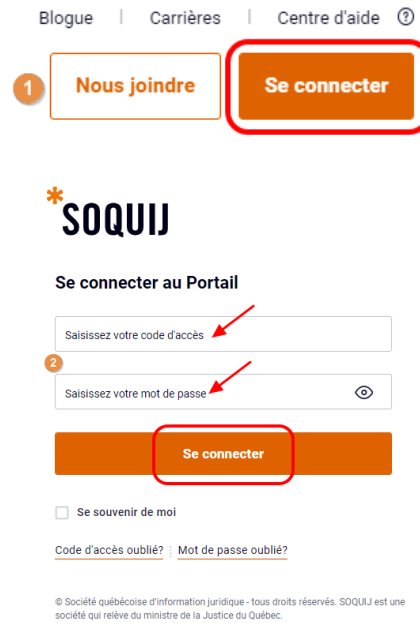 Blogue | Carrières | Centre d'aide ?
1 Nous joindre Se connecter
*SOQUIJ
Se connecter au Portail
Saisissez votre code d'accès
2
Saisissez votre mot de passe
Se connecter
Se souvenir de moi
Code d'accès oublié? Mot de passe oublié?
© Société québécoise d'information juridique - tous droits réservés. SOQUIJ est une
société qui relève du ministre de la Justice du Québec.